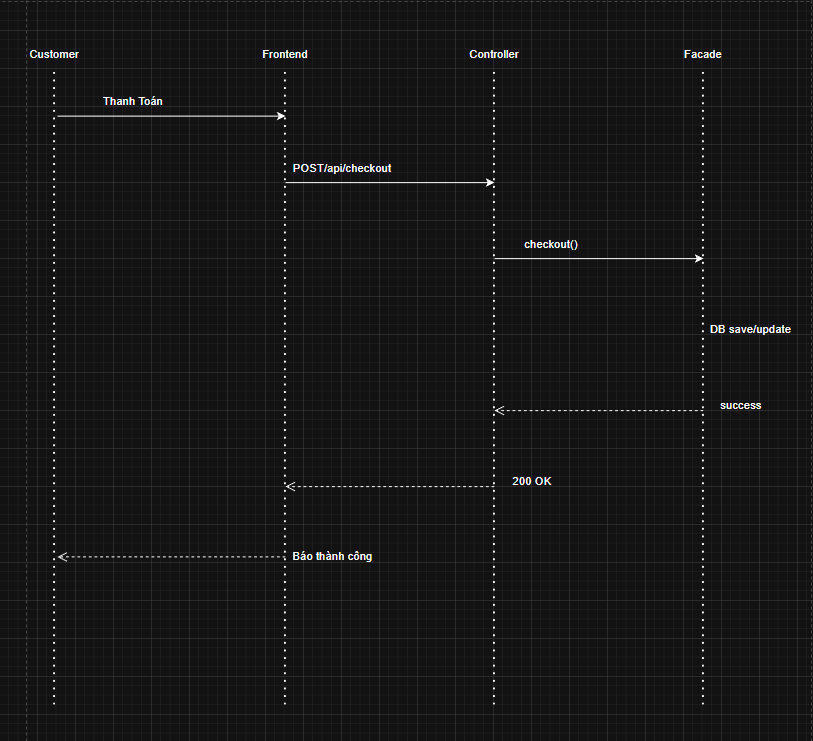 Customer
Frontend
Controller
Facade
Thanh Toán
POST/api/checkout
checkout()
DB save/update
success
200 OK
Báo thành công